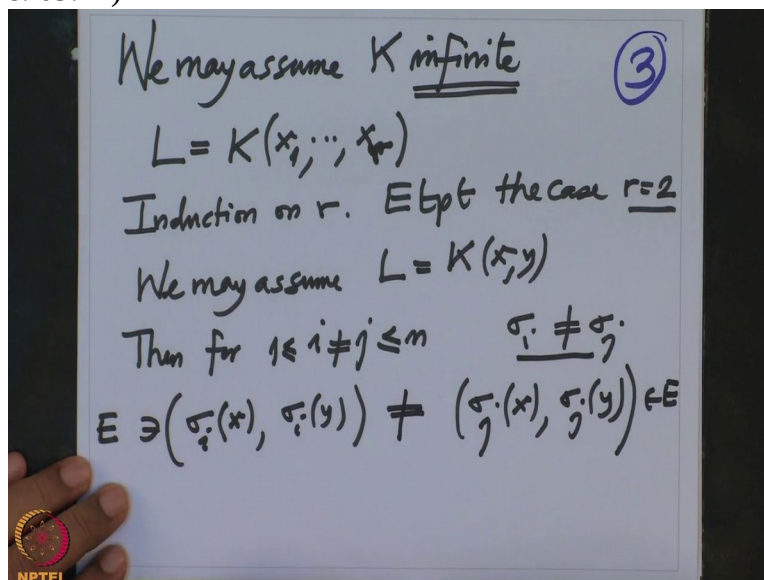 We may assume K infinite
3
L = K(x₁, ..., xᵣ)
Induction on r. Etpt the case r=2
We may assume L = K(x,y)
Then for 1≤ i ≠ j ≤ n σᵢ ≠ σⱼ
E ∋ (σᵢ(x), σᵢ(y)) ≠ (σⱼ(x), σⱼ(y)) ∈ E
NPTEL